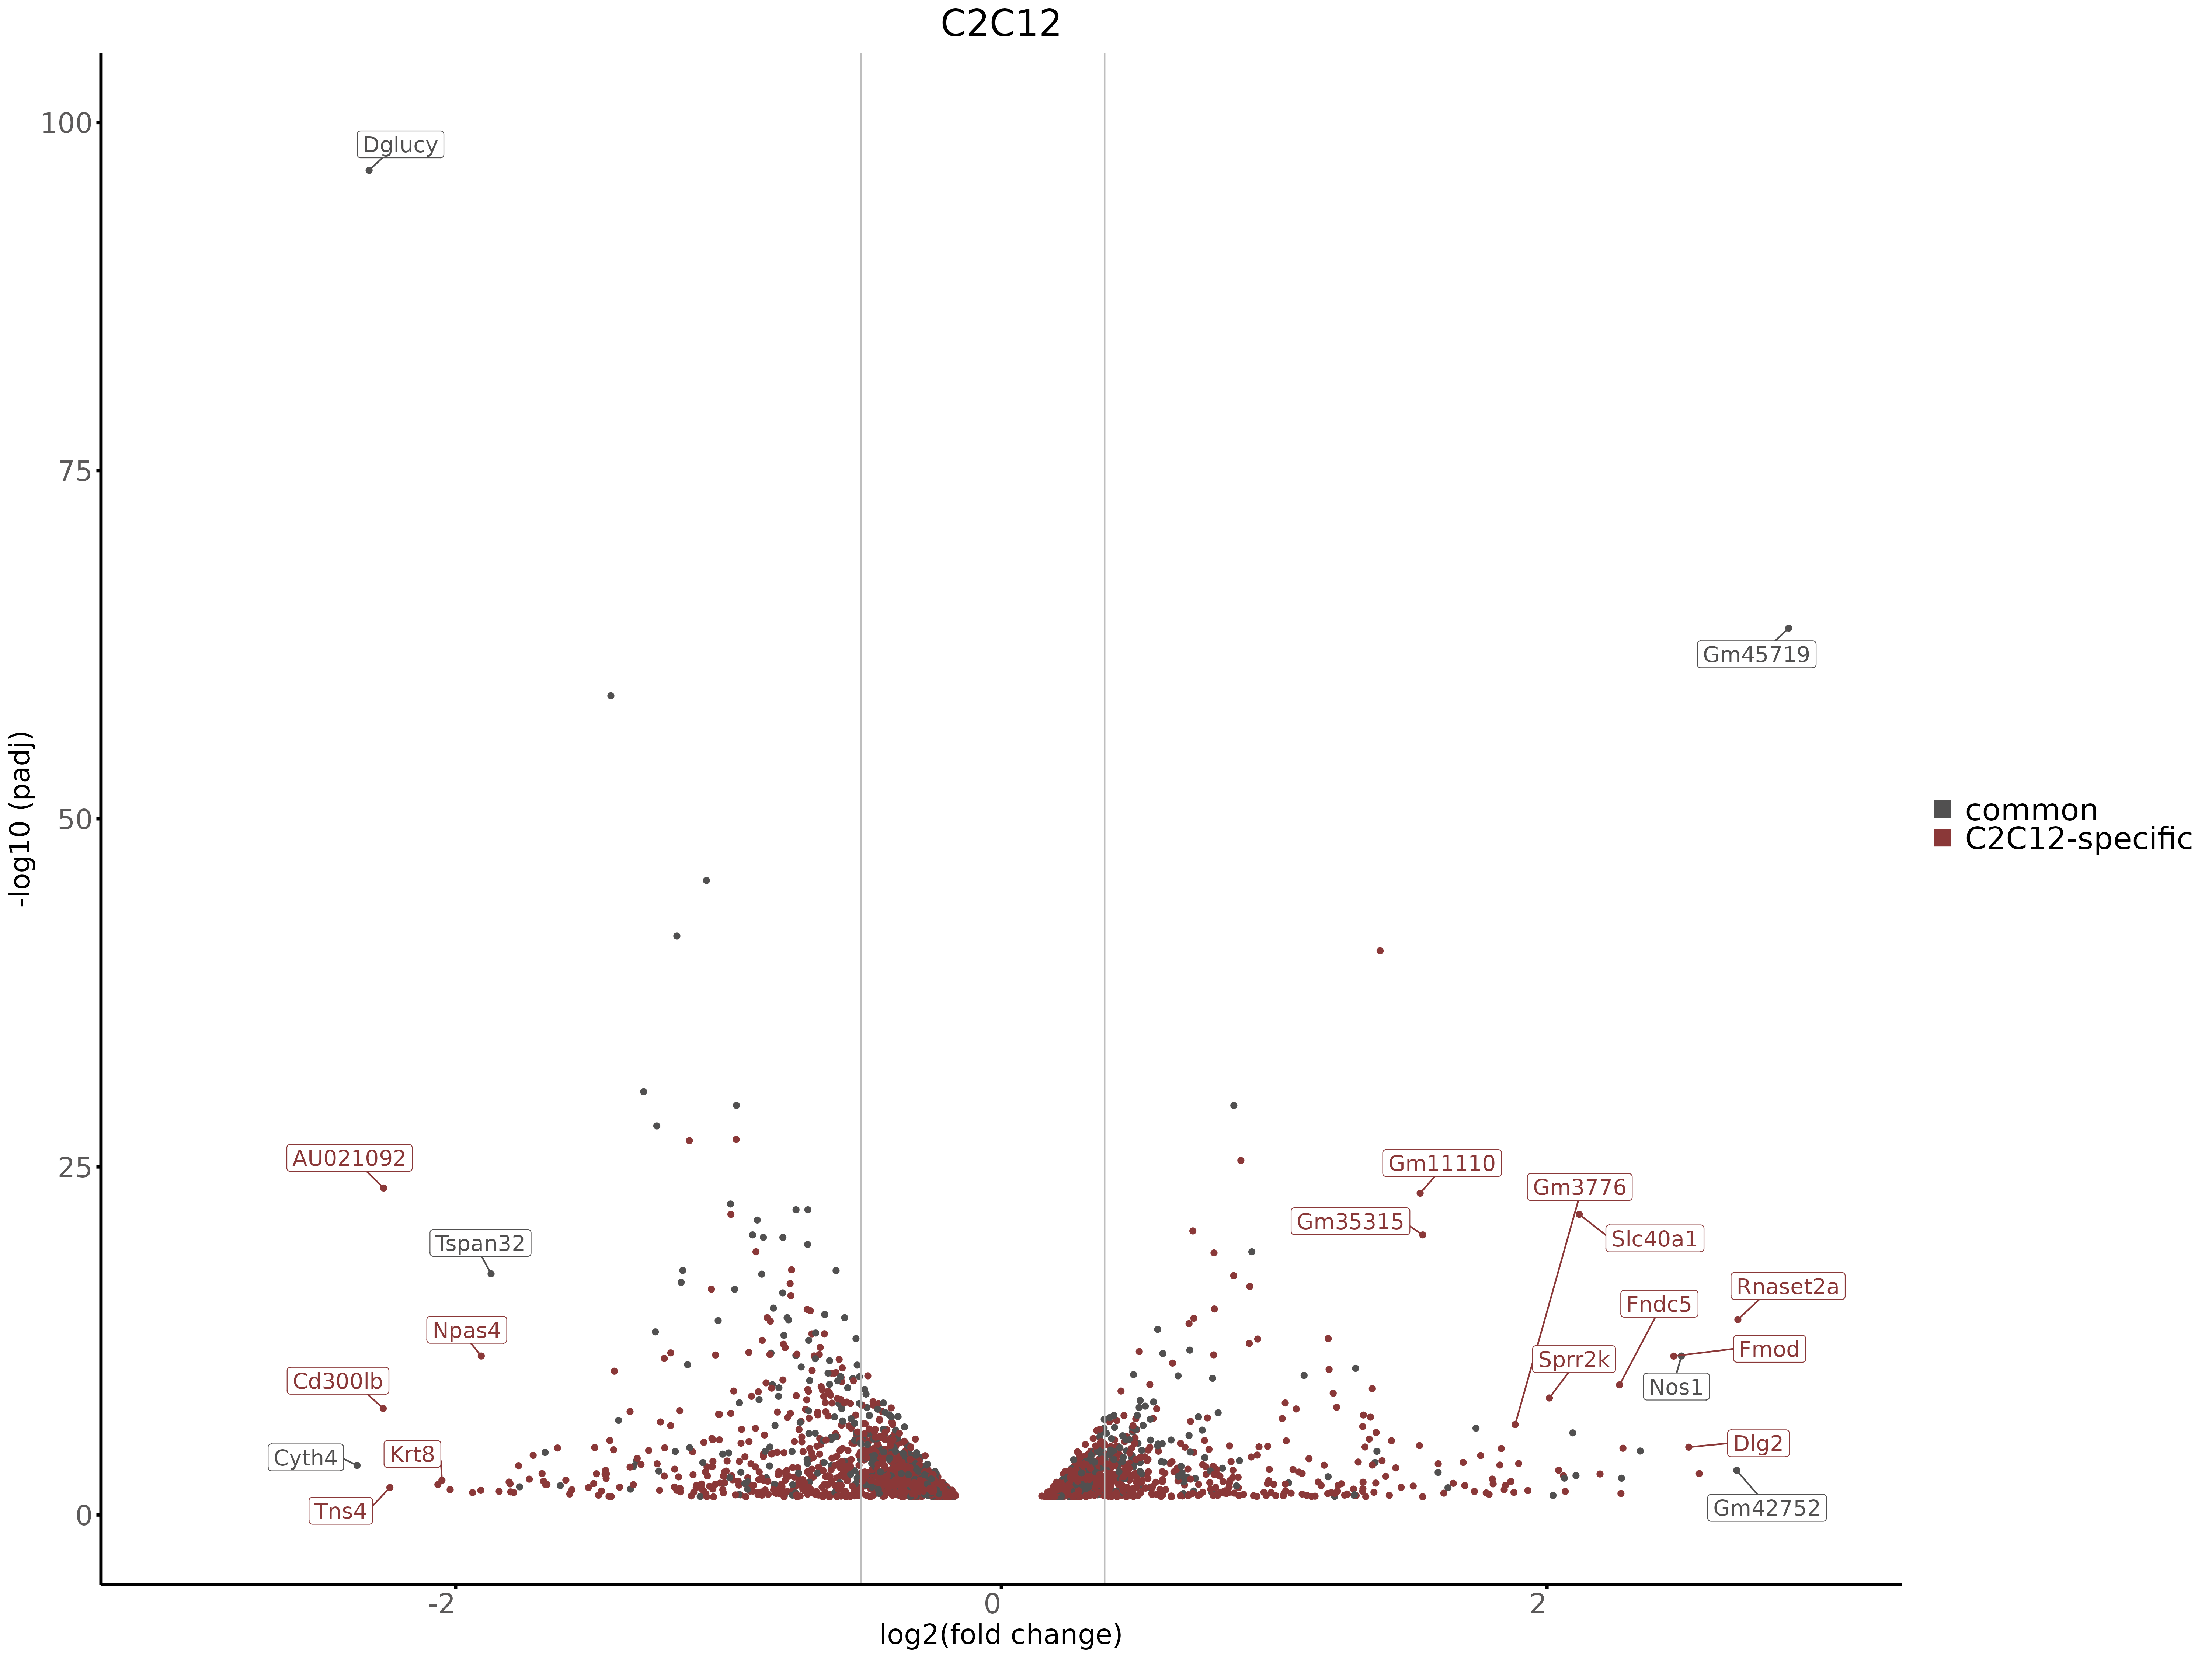 C2C12
100
Dglucy
75
Gm45719
-log10 (padj)
50
common
C2C12-specific
25
AU021092
Gm11110
Gm3776
Gm35315
Slc40a1
Tspan32
Rnaset2a
Fndc5
Npas4
Fmod
Sprr2k
Cd300lb
Nos1
Dlg2
Krt8
Cyth4
Gm42752
Tns4
0
-2
0
2
log2(fold change)